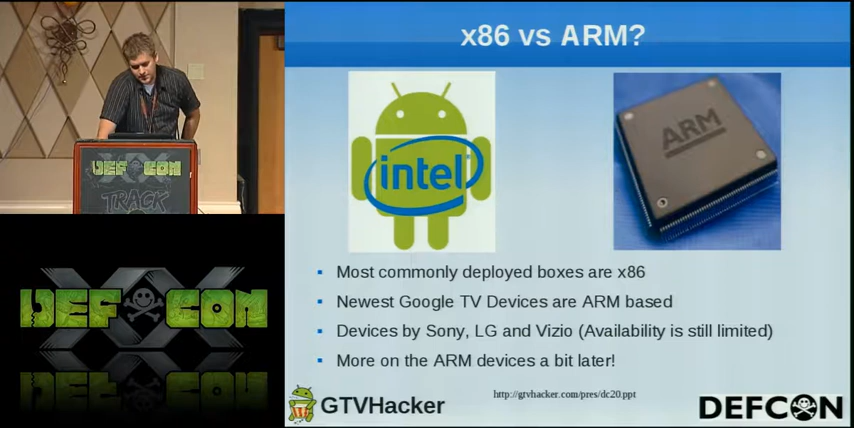 x86 vs ARM?
intel
ARM
Most commonly deployed boxes are x86
Newest Google TV Devices are ARM based
Devices by Sony, LG and Vizio (Availability is still limited)
More on the ARM devices a bit later!
GTVHacker
http://gtvhacker.com/pres/dc20.ppt
DEFCON
DEF CON
TRACK
XX
DEF CON